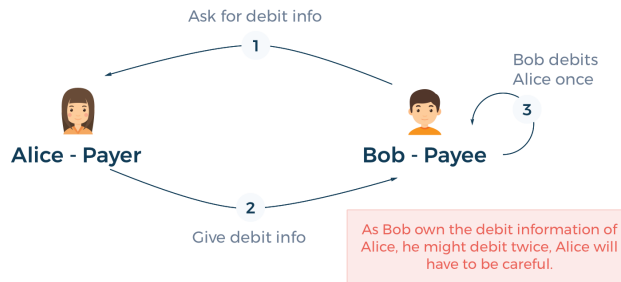 Ask for debit info
1
Bob debits
Alice once
3
Alice - Payer
Bob - Payee
2
Give debit info
As Bob own the debit information of
Alice, he might debit twice, Alice will
have to be careful.